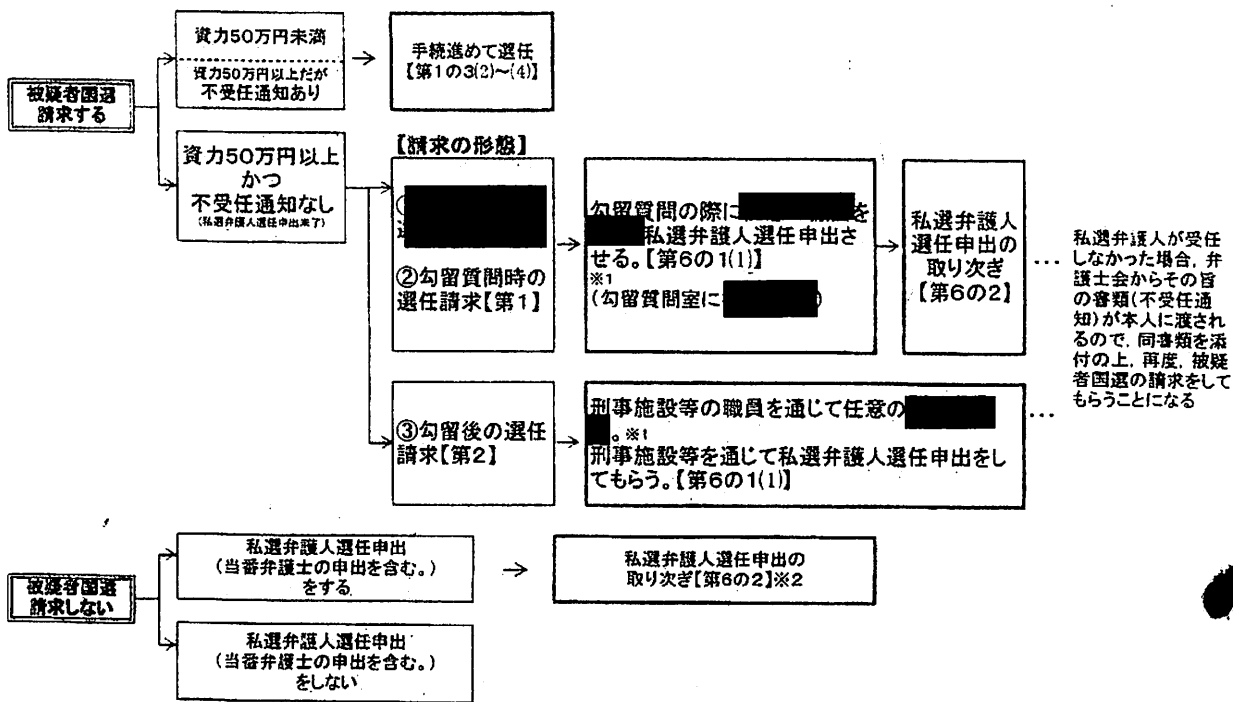 被疑者国選
請求する
資力50万円未満
資力50万円以上だが
不受任通知あり
手続進めて選任
【第1の3(2)~(4)】
資力50万円以上
かつ
不受任通知なし
(私選弁護人選任申出未了)
【請求の形態】
②勾留質問時の
選任請求【第1】
勾留質問の際に
を
私選弁護人選任申出さ
せる。【第6の1(1)】
※1
(勾留質問室に
)
私選弁護人
選任申出の
取り次ぎ
【第6の2】
… 私選弁護人が受任
しなかった場合,弁
護士会からその旨
の書類(不受任通
知)が本人に渡され
るので,同書類を添
付の上,再度,被疑
者国選の請求をして
もらうことになる
③勾留後の選任
請求【第2】
刑事施設等の職員を通じて任意の
。※1
刑事施設等を通じて私選弁護人選任申出をし
てもらう。【第6の1(1)】
…
被疑者国選
請求しない
私選弁護人選任申出
(当番弁護士の申出を含む。)
をする
私選弁護人選任申出の
取り次ぎ【第6の2】※2
私選弁護人選任申出
(当番弁護士の申出を含む。)
をしない